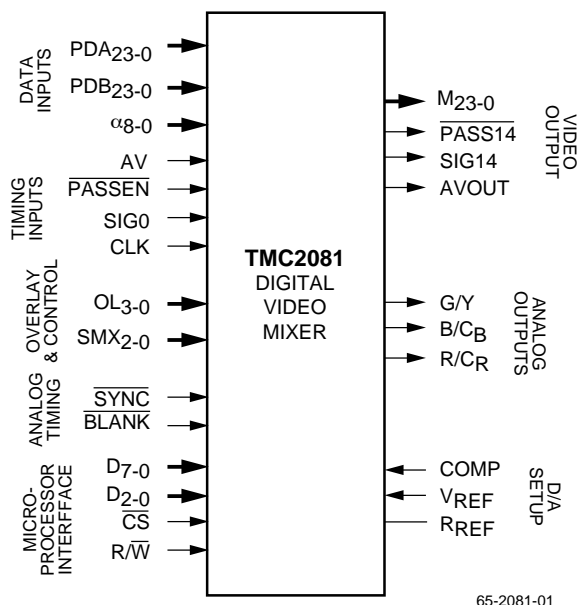 DATA
INPUTS
PDA23-0
PDB23-0
α8-0
TIMING
INPUTS
AV
PASSEN
SIG0
CLK
OVERLAY
& CONTROL
OL3-0
SMX2-0
ANALOG
TIMING
SYNC
BLANK
MICRO-
PROCESSOR
INTERFFACE
D7-0
D2-0
CS
R/W
TMC2081
DIGITAL
VIDEO
MIXER
M23-0
PASS14
SIG14
AVOUT
VIDEO
OUTPUT
G/Y
B/CB
R/CR
ANALOG
OUTPUTS
COMP
VREF
RREF
D/A
SETUP
65-2081-01